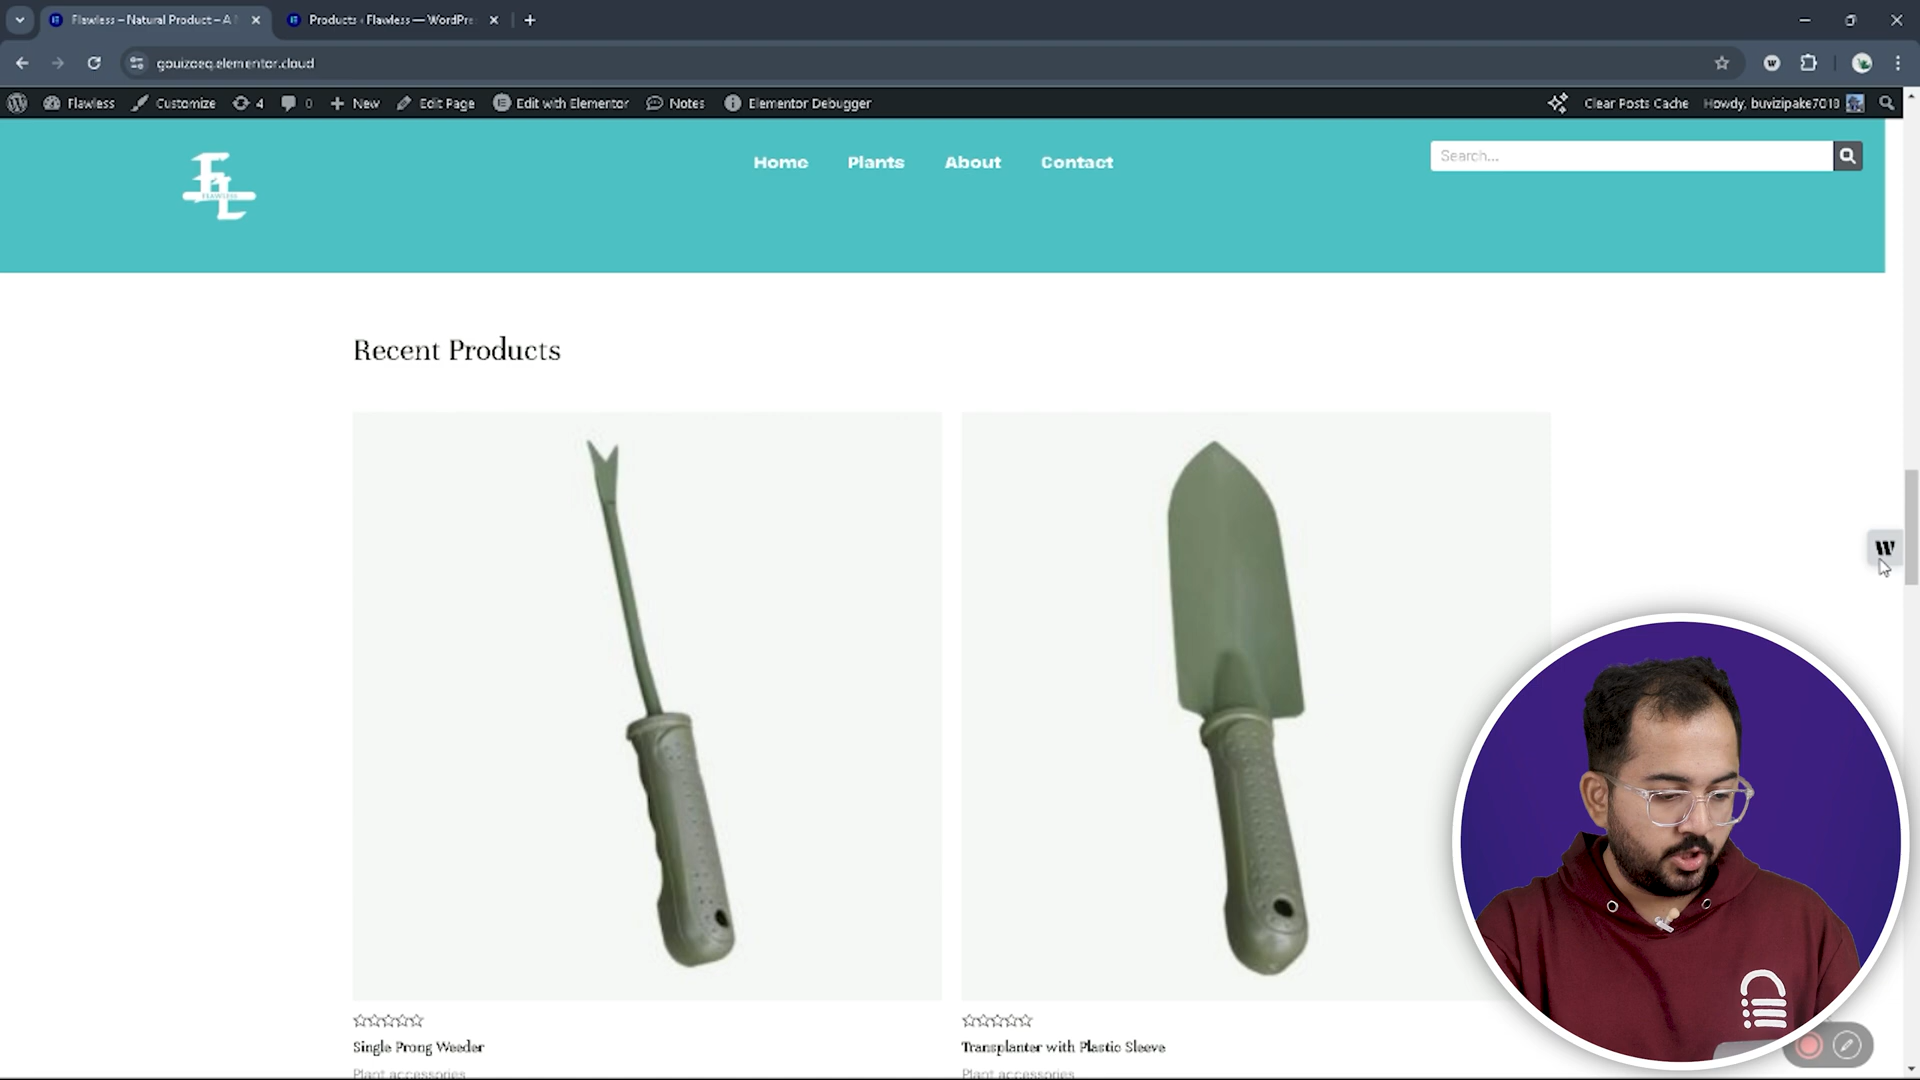 Flawless – Natural Product – A
Products ‹ Flawless — WordPre
gouizoeq.elementor.cloud
Flawless
Customize
4
0
New
Edit Page
Edit with Elementor
Notes
Elementor Debugger
Clear Posts Cache
Howdy, buvizipake7018
FLAWLESS
Home
Plants
About
Contact
Search...
Recent Products
W
Single Prong Weeder
Transplanter with Plastic Sleeve
Plant accessories
Plant accessories